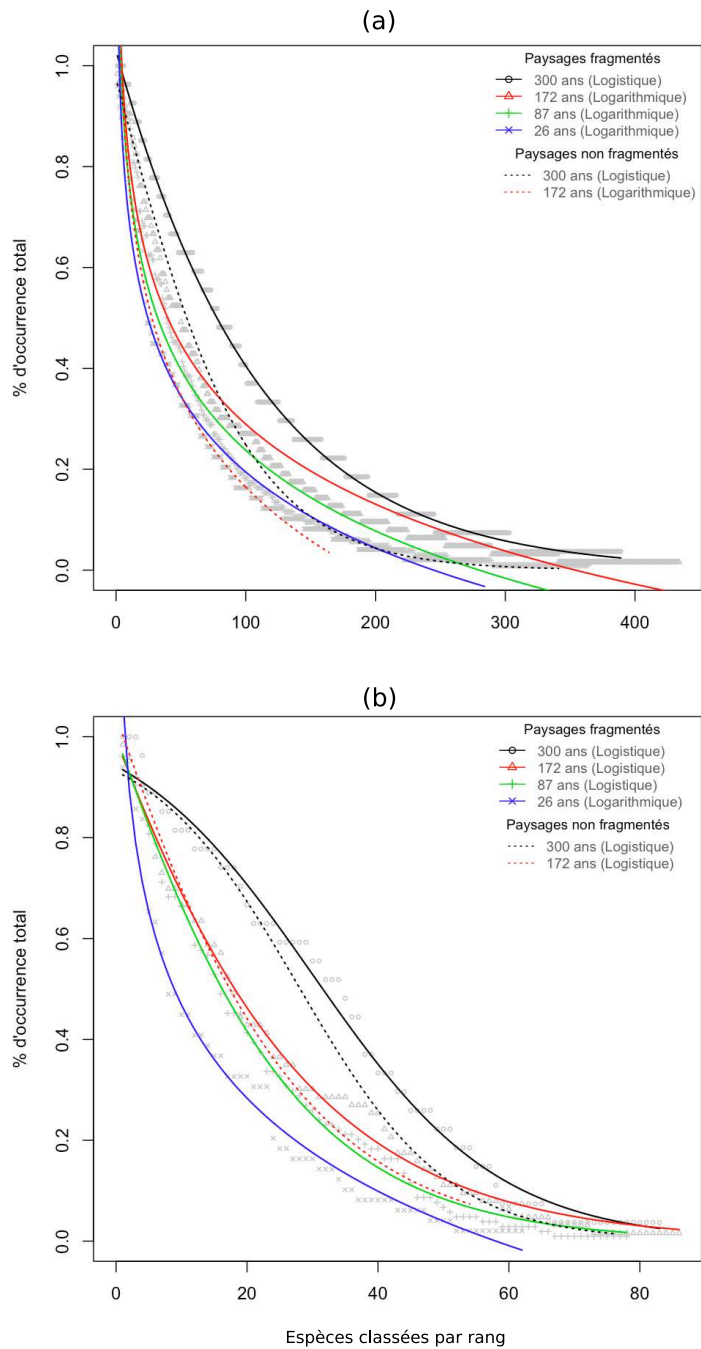 (a)
Paysages fragmentés
300 ans (Logistique)
172 ans (Logarithmique)
87 ans (Logarithmique)
26 ans (Logarithmique)
Paysages non fragmentés
300 ans (Logistique)
172 ans (Logarithmique)
% d'occurrence total
1.0
0.8
0.6
0.4
0.2
0.0
0 100 200 300 400
(b)
Paysages fragmentés
300 ans (Logistique)
172 ans (Logistique)
87 ans (Logistique)
26 ans (Logarithmique)
Paysages non fragmentés
300 ans (Logistique)
172 ans (Logistique)
% d'occurrence total
1.0
0.8
0.6
0.4
0.2
0.0
0 20 40 60 80
Espèces classées par rang